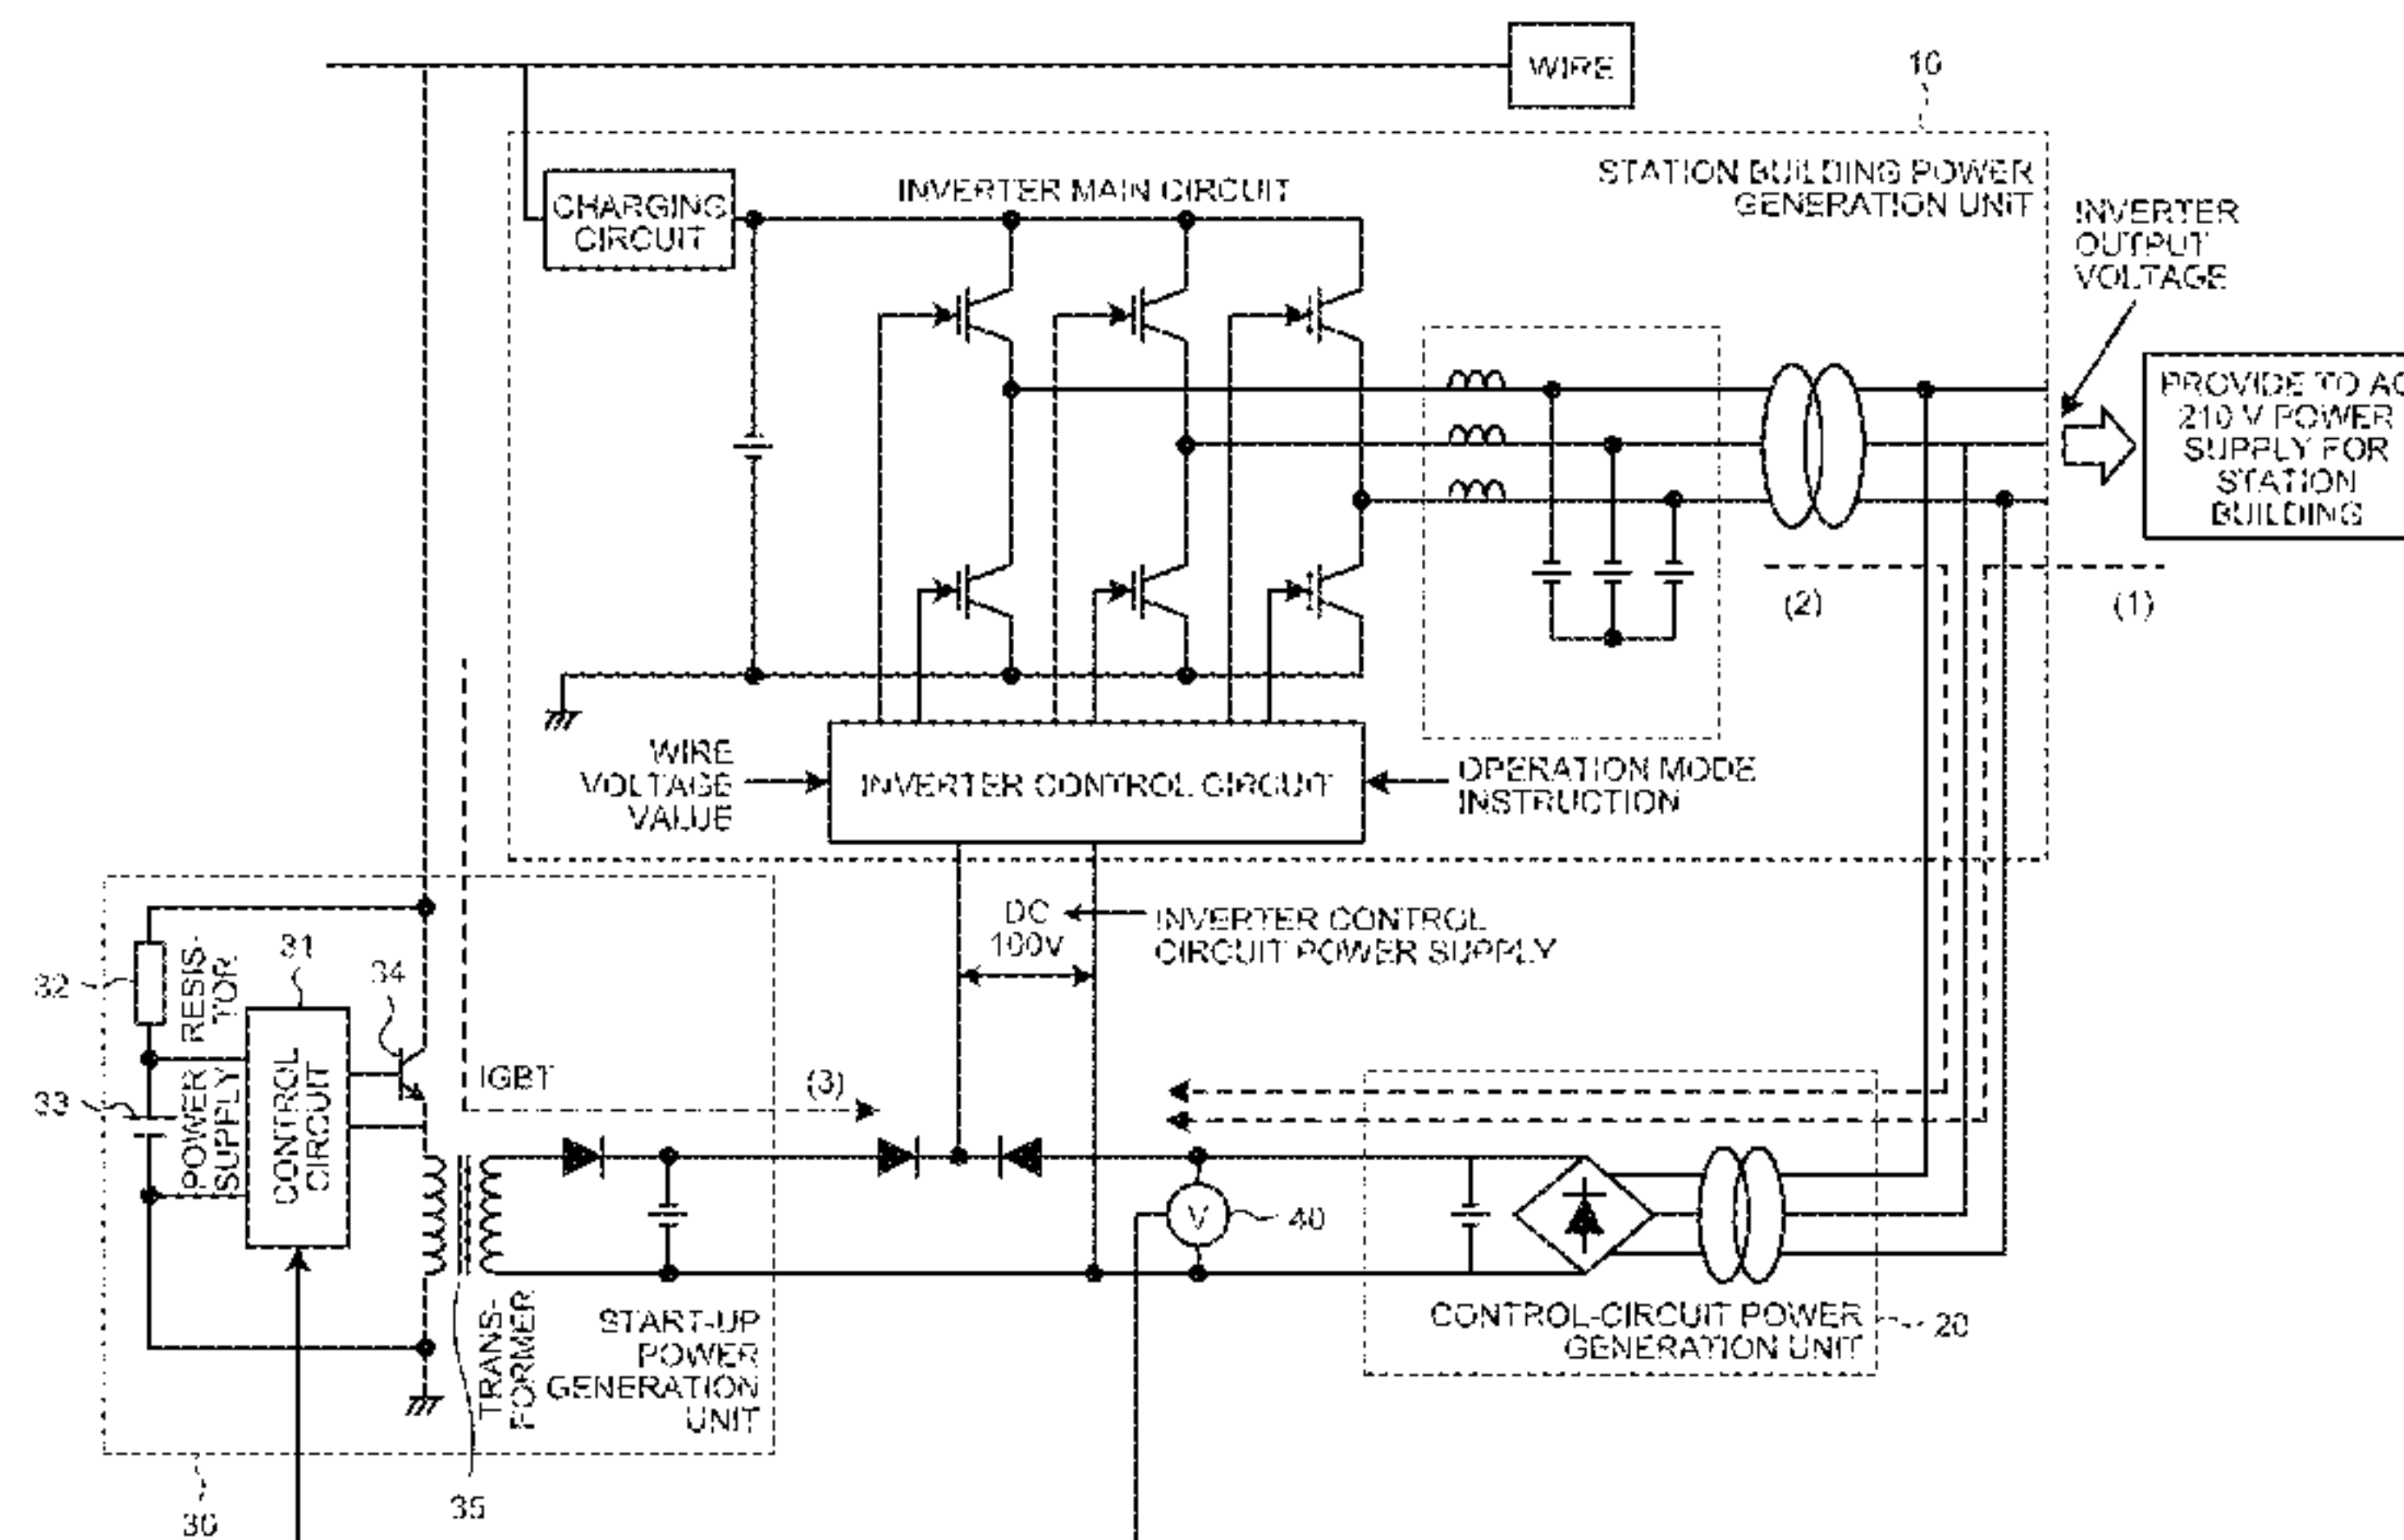 WIRE
10
STATION BUILDING POWER
GENERATION UNIT
INVERTER MAIN CIRCUIT
CHARGING
CIRCUIT
INVERTER
OUTPUT
VOLTAGE
PROVIDE TO AC
210 V POWER
SUPPLY FOR
STATION
BUILDING
(2)
(1)
WIRE
VOLTAGE
VALUE
INVERTER CONTROL CIRCUIT
OPERATION MODE
INSTRUCTION
DC
100V
INVERTER CONTROL
CIRCUIT POWER SUPPLY
31
34
32
RESIS-
TOR
33
POWER
SUPPLY
CONTROL
CIRCUIT
IGBT
(3)
V
40
TRANS-
FORMER
START-UP
POWER
GENERATION
UNIT
CONTROL-CIRCUIT POWER
GENERATION UNIT
20
35
30